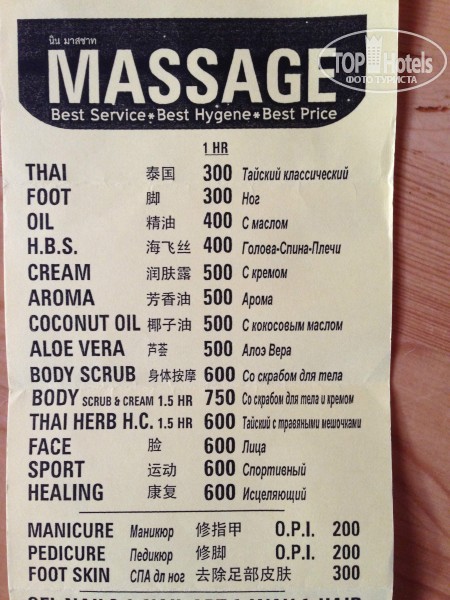 นิน มาสซาท
MASSAGE
TOP Hotels
ФОТО ТУРИСТА
Best Service*Best Hygene*Best Price
1 HR
THAI 泰国 300 Тайский классический
FOOT 脚 300 Ног
OIL 精油 400 С маслом
H.B.S. 海飞丝 400 Голова-Спина-Плечи
CREAM 润肤露 500 С кремом
AROMA 芳香油 500 Арома
COCONUT OIL 椰子油 500 С кокосовым маслом
ALOE VERA 芦荟 500 Алоэ Вера
BODY SCRUB 身体按摩 600 Со скрабом для тела
BODY SCRUB & CREAM 1.5 HR 750 Со скрабом для тела и кремом
THAI HERB H.C. 1.5 HR 600 Тайский с травяными мешочками
FACE 脸 600 Лица
SPORT 运动 600 Спортивный
HEALING 康复 600 Исцеляющий
MANICURE Маникюр 修指甲 O.P.I. 200
PEDICURE Педикюр 修脚 O.P.I. 200
FOOT SKIN СПА дл ног 去除足部皮肤 300